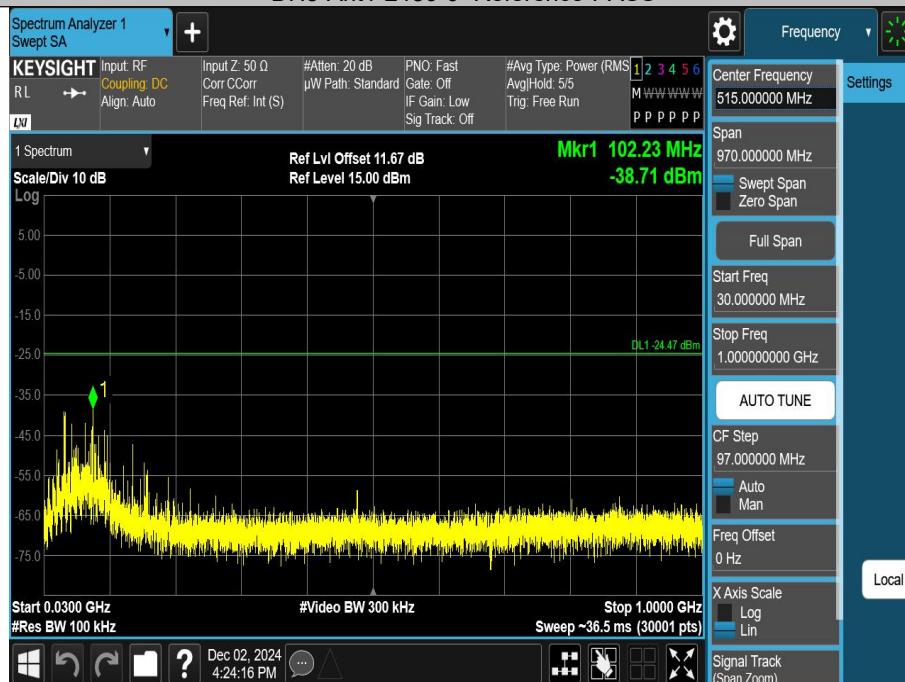 Spectrum Analyzer 1
Swept SA
Frequency
KEYSIGHT
RL
LXI
Input: RF
Coupling: DC
Align: Auto
Input Z: 50 Ω
Corr CCorr
Freq Ref: Int (S)
#Atten: 20 dB
µW Path: Standard
PNO: Fast
Gate: Off
IF Gain: Low
Sig Track: Off
#Avg Type: Power (RMS
Avg|Hold: 5/5
Trig: Free Run
1 2 3 4 5 6
M W W W W W
P P P P P P
1 Spectrum
Scale/Div 10 dB
Log
Ref Lvl Offset 11.67 dB
Ref Level 15.00 dBm
Mkr1 102.23 MHz
-38.71 dBm
5.00
-5.00
-15.0
-25.0
-35.0
-45.0
-55.0
-65.0
-75.0
DL1 -24.47 dBm
1
Start 0.0300 GHz
#Res BW 100 kHz
#Video BW 300 kHz
Stop 1.0000 GHz
Sweep ~36.5 ms (30001 pts)
Dec 02, 2024
4:24:16 PM
Center Frequency
515.000000 MHz
Span
970.000000 MHz
Swept Span
Zero Span
Full Span
Start Freq
30.000000 MHz
Stop Freq
1.000000000 GHz
AUTO TUNE
CF Step
97.000000 MHz
Auto
Man
Freq Offset
0 Hz
X Axis Scale
Log
Lin
Signal Track
(Span Zoom)
Settings
Local